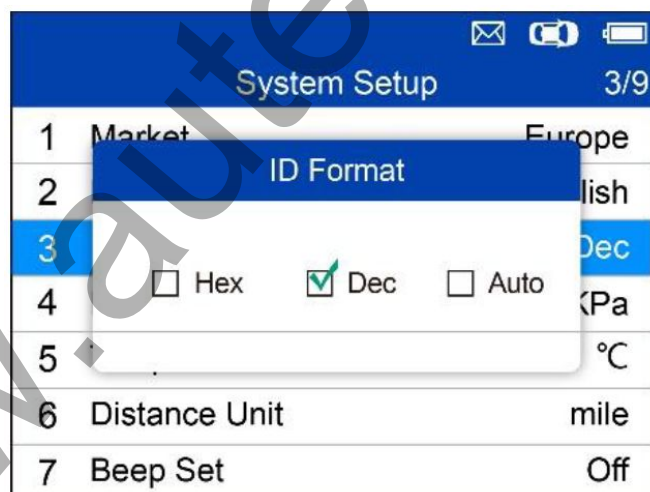 System Setup 3/9
1 Market Europe
ID Format
2 lish
3 Dec
Hex Dec Auto
4 KPa
5 °C
6 Distance Unit mile
7 Beep Set Off